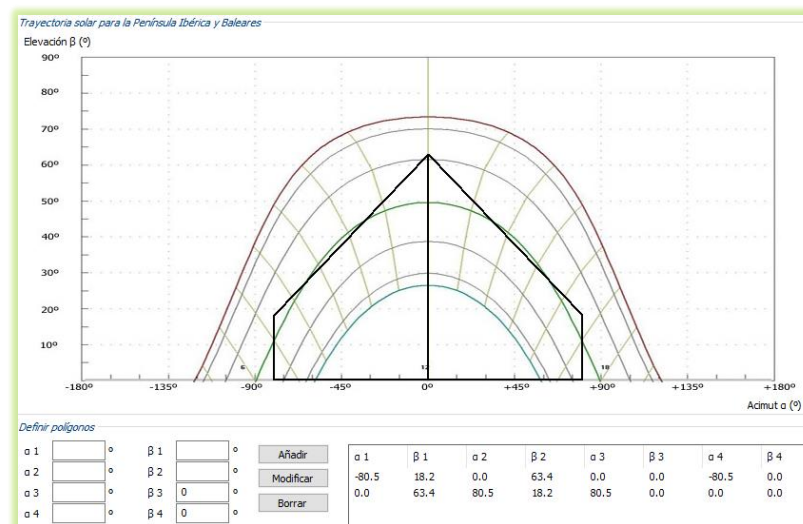 Trayectoria solar para la Península Ibérica y Baleares
Elevación β (º)
90º
80º
70º
60º
50º
40º
30º
20º
10º
6 12 18
-180º -135º -90º -45º 0º +45º +90º +135º +180º
Acimut α (º)
Definir polígonos
α 1 º β 1 º Añadir
α 2 º β 2 º Modificar
α 3 º β 3 0 º Borrar
α 4 º β 4 0 º
α 1 β 1 α 2 β 2 α 3 β 3 α 4 β 4
-80.5 18.2 0.0 63.4 0.0 0.0 -80.5 0.0
0.0 63.4 80.5 18.2 80.5 0.0 0.0 0.0